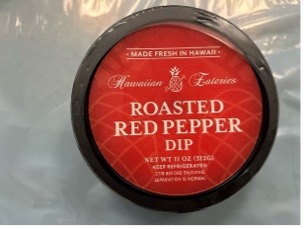 • MADE FRESH IN HAWAII •
Hawaiian Eateries
ROASTED
RED PEPPER
DIP
NET WT 11 OZ (312G)
KEEP REFRIGERATED
STIR BEFORE ENJOYING
SEPARATION IS NORMAL